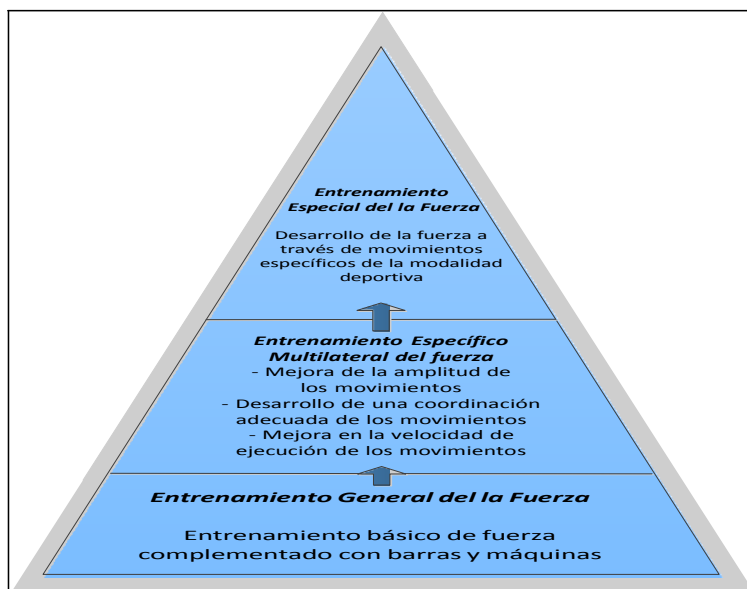 Entrenamiento
Especial del la Fuerza
Desarrollo de la fuerza a
través de movimientos
específicos de la modalidad
deportiva
Entrenamiento Específico
Multilateral del fuerza
- Mejora de la amplitud de
los movimientos
- Desarrollo de una coordinación
adecuada de los movimientos
- Mejora en la velocidad de
ejecución de los movimientos
Entrenamiento General del la Fuerza
Entrenamiento básico de fuerza
complementado con barras y máquinas